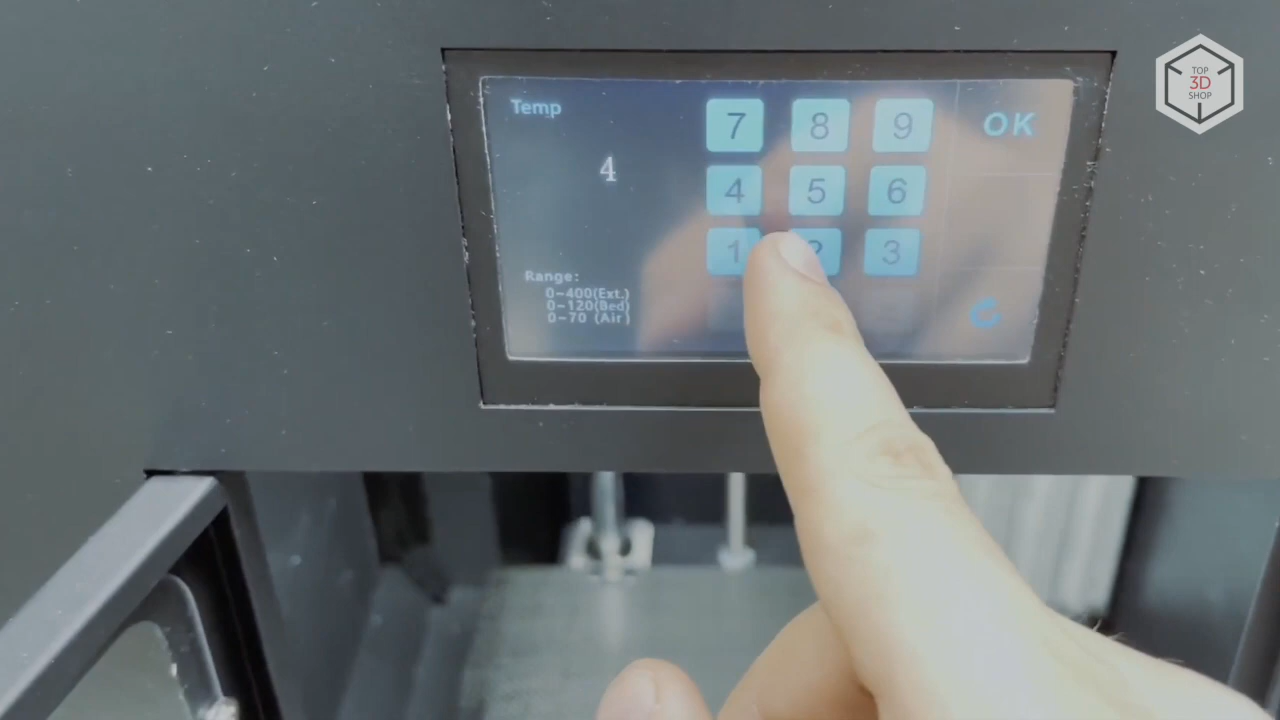 Temp
4
7 8 9 OK
4 5 6
1 2 3
Range:
0-400(Ext.)
0-120(Bed)
0-70 (Air)
TOP
3D
SHOP